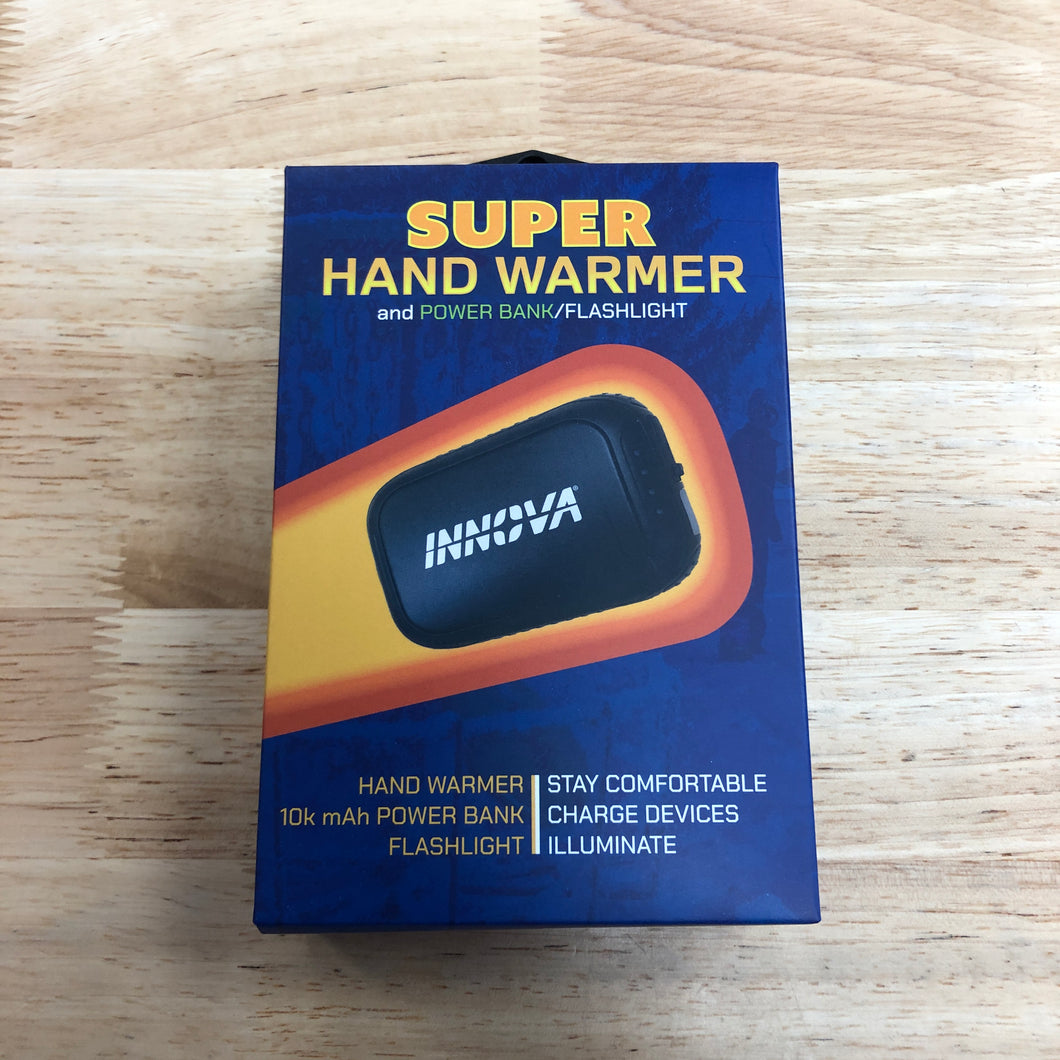 SUPER
HAND WARMER
and POWER BANK/FLASHLIGHT
INNOVA®
HAND WARMER | STAY COMFORTABLE
10k mAh POWER BANK | CHARGE DEVICES
FLASHLIGHT | ILLUMINATE